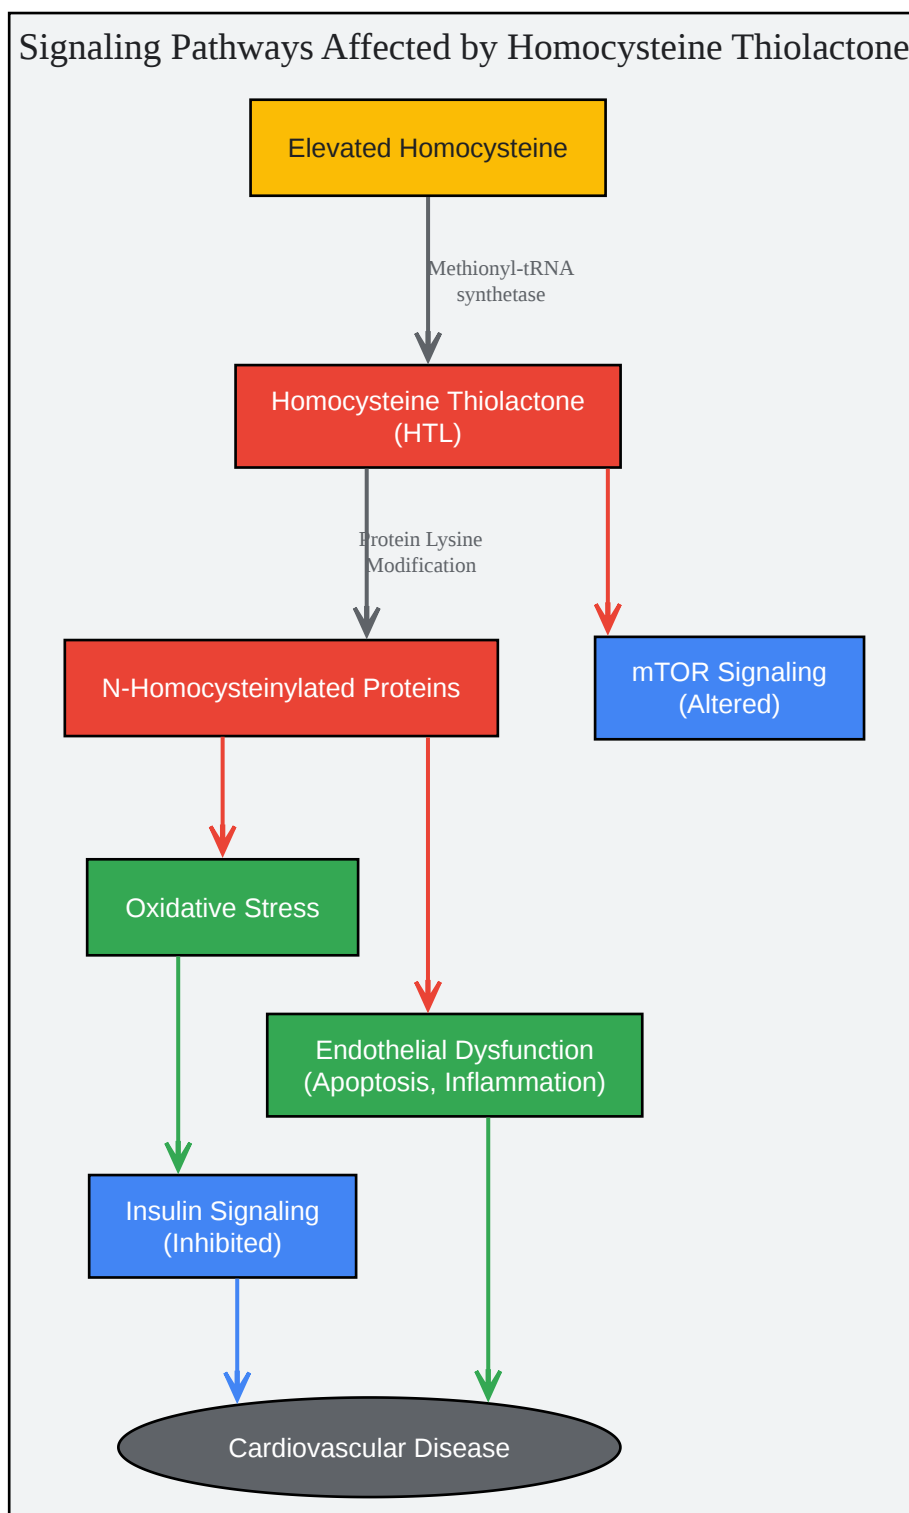 Signaling Pathways Affected by Homocysteine Thiolactone
Elevated Homocysteine
Methionyl-tRNA
synthetase
Homocysteine Thiolactone
(HTL)
Protein Lysine
Modification
N-Homocysteinylated Proteins
mTOR Signaling
(Altered)
Oxidative Stress
Endothelial Dysfunction
(Apoptosis, Inflammation)
Insulin Signaling
(Inhibited)
Cardiovascular Disease